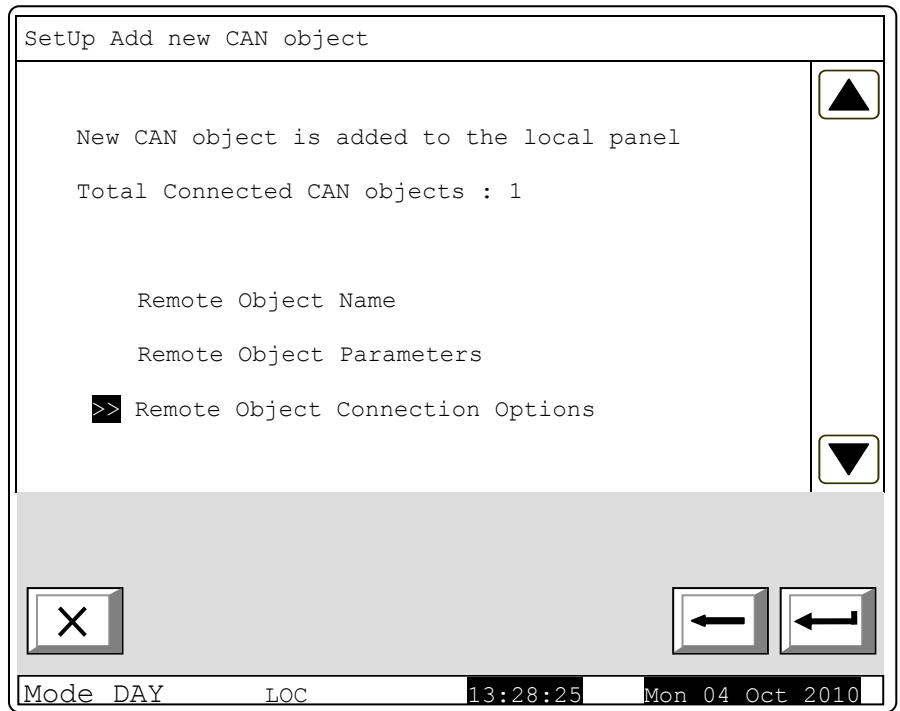 SetUp Add new CAN object
New CAN object is added to the local panel
Total Connected CAN objects : 1
Remote Object Name
Remote Object Parameters
>> Remote Object Connection Options
Mode DAY LOC 13:28:25 Mon 04 Oct 2010